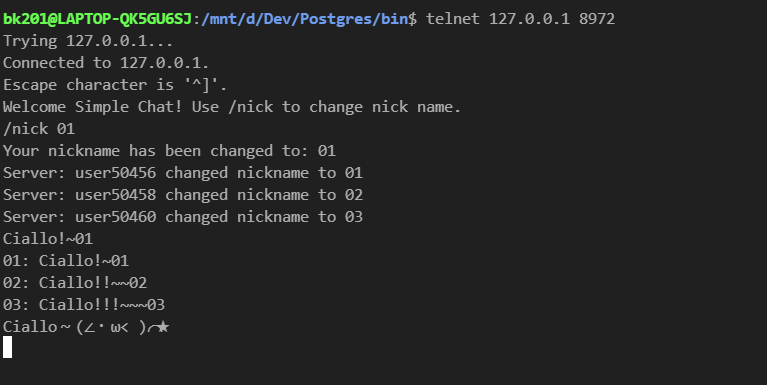 bk201@LAPTOP-QK5GU6SJ:/mnt/d/Dev/Postgres/bin$ telnet 127.0.0.1 8972
Trying 127.0.0.1...
Connected to 127.0.0.1.
Escape character is '^]'.
Welcome Simple Chat! Use /nick to change nick name.
/nick 01
Your nickname has been changed to: 01
Server: user50456 changed nickname to 01
Server: user50458 changed nickname to 02
Server: user50460 changed nickname to 03
Ciallo!~01
01: Ciallo!~01
02: Ciallo!!~~02
03: Ciallo!!!~~~03
Ciallo～(∠・ω< )⌒★